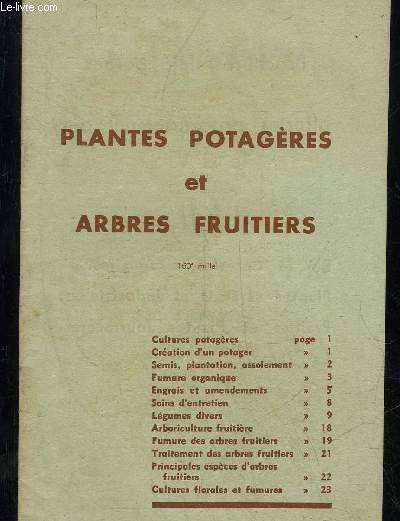 Le-livre.com
PLANTES POTAGÈRES
et
ARBRES FRUITIERS
160e mille
Cultures potagères page 1
Création d'un potager » 1
Semis, plantation, assolement » 2
Fumure organique » 3
Engrais et amendements » 5
Soins d'entretien » 8
Légumes divers » 9
Arboriculture fruitière » 18
Fumure des arbres fruitiers » 19
Traitement des arbres fruitiers » 21
Principales espèces d'arbres
fruitiers » 22
Cultures florales et fumures » 23